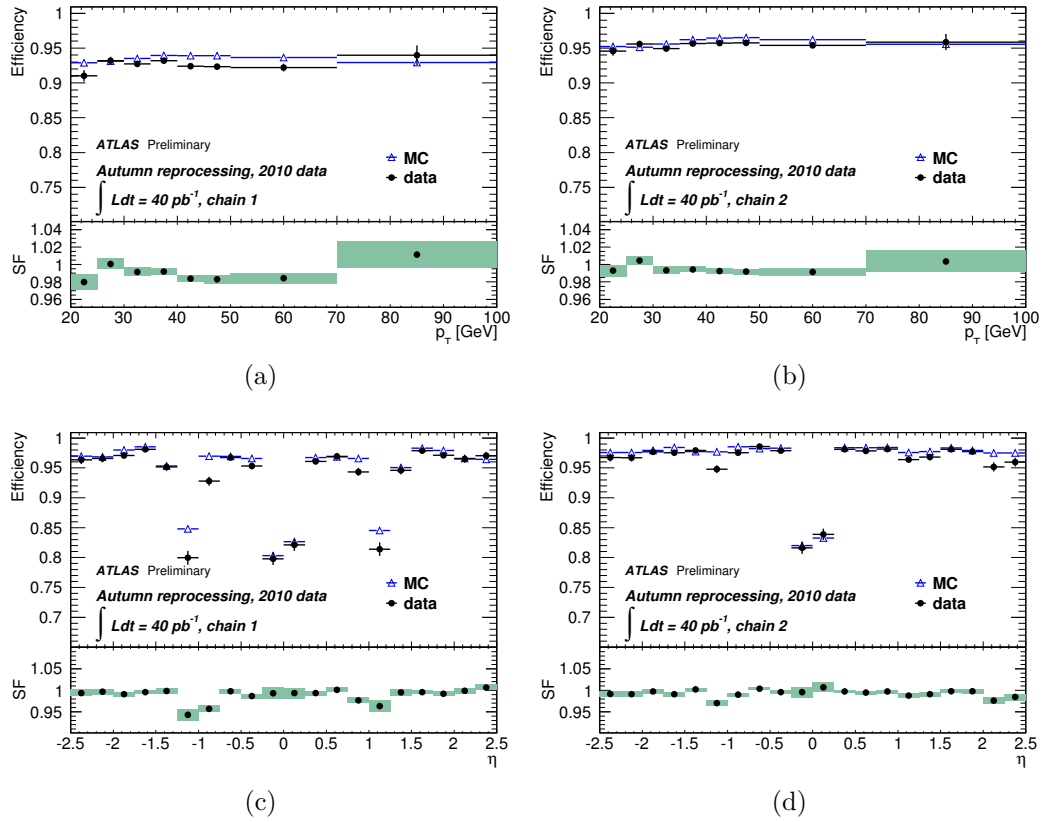 Efficiency
1
0.95
0.9
0.85
0.8
0.75
ATLAS Preliminary
Autumn reprocessing, 2010 data
∫ Ldt = 40 pb⁻¹, chain 1
MC
data
SF
1.04
1.02
1
0.98
0.96
20 30 40 50 60 70 80 90 100
p_T [GeV]
(a)
Efficiency
1
0.95
0.9
0.85
0.8
0.75
ATLAS Preliminary
Autumn reprocessing, 2010 data
∫ Ldt = 40 pb⁻¹, chain 2
MC
data
SF
1.04
1.02
1
0.98
0.96
20 30 40 50 60 70 80 90 100
p_T [GeV]
(b)
Efficiency
1
0.95
0.9
0.85
0.8
0.75
0.7
ATLAS Preliminary
Autumn reprocessing, 2010 data
∫ Ldt = 40 pb⁻¹, chain 1
MC
data
SF
1.05
1
0.95
-2.5 -2 -1.5 -1 -0.5 0 0.5 1 1.5 2 2.5
η
(c)
Efficiency
1
0.95
0.9
0.85
0.8
0.75
0.7
ATLAS Preliminary
Autumn reprocessing, 2010 data
∫ Ldt = 40 pb⁻¹, chain 2
MC
data
SF
1.05
1
0.95
-2.5 -2 -1.5 -1 -0.5 0 0.5 1 1.5 2 2.5
η
(d)